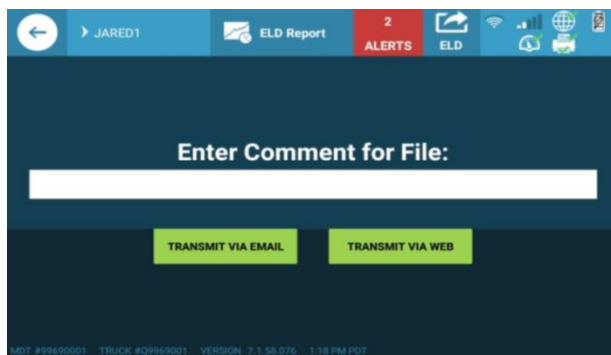 JARED1
ELD Report
2
ALERTS
ELD
Enter Comment for File:
TRANSMIT VIA EMAIL
TRANSMIT VIA WEB
MDT #99690001 TRUCK #Q9969001 VERSION 7.1.58.076 1:18 PM PDT